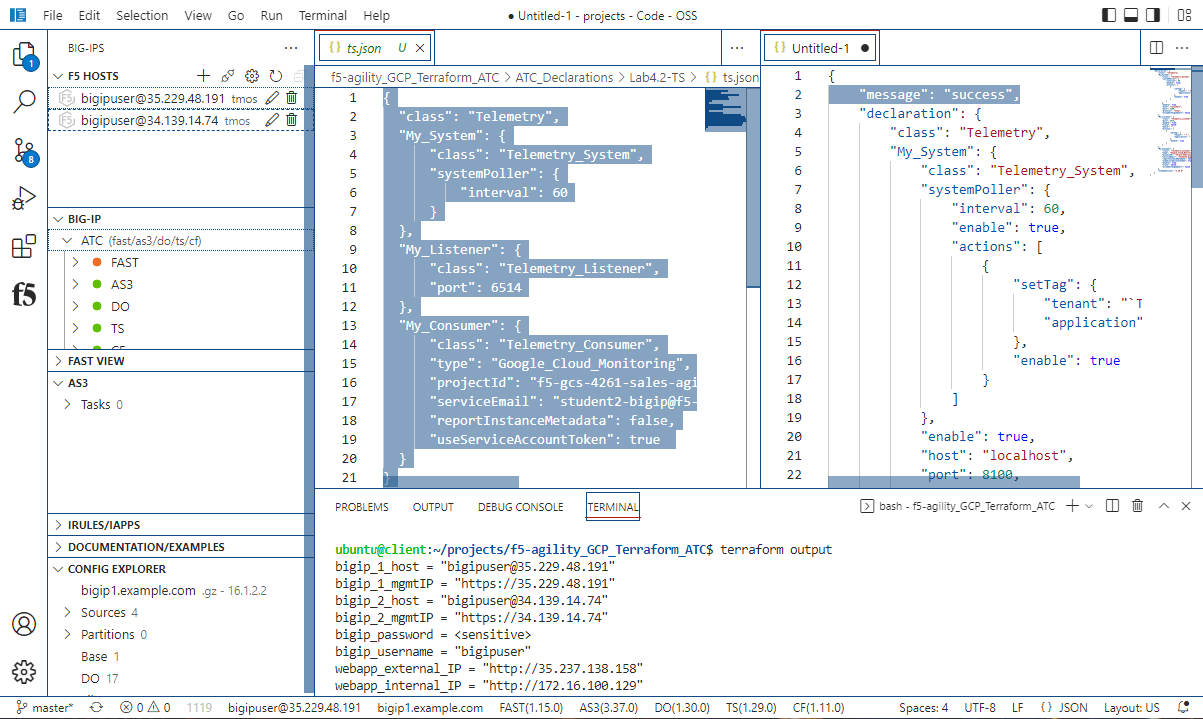 File Edit Selection View Go Run Terminal Help
● Untitled-1 - projects - Code - OSS
1
8
f5
BIG-IPS ...
F5 HOSTS
bigipuser@35.229.48.191 tmos
bigipuser@34.139.14.74 tmos
BIG-IP
ATC (fast/as3/do/ts/cf)
FAST
AS3
DO
TS
FAST VIEW
AS3
Tasks 0
IRULES/IAPPS
DOCUMENTATION/EXAMPLES
CONFIG EXPLORER
bigip1.example.com .gz - 16.1.2.2
Sources 4
Partitions 0
Base 1
DO 17
{} ts.json U ×
f5-agility_GCP_Terraform_ATC > ATC_Declarations > Lab4.2-TS > {} ts.json
1 {
2 "class": "Telemetry",
3 "My_System": {
4 "class": "Telemetry_System",
5 "systemPoller": {
6 "interval": 60
7 }
8 },
9 "My_Listener": {
10 "class": "Telemetry_Listener",
11 "port": 6514
12 },
13 "My_Consumer": {
14 "class": "Telemetry_Consumer",
15 "type": "Google_Cloud_Monitoring",
16 "projectId": "f5-gcs-4261-sales-agi
17 "serviceEmail": "student2-bigip@f5-
18 "reportInstanceMetadata": false,
19 "useServiceAccountToken": true
20 }
21 }
{} Untitled-1 ●
1 {
2 "message": "success",
3 "declaration": {
4 "class": "Telemetry",
5 "My_System": {
6 "class": "Telemetry_System",
7 "systemPoller": {
8 "interval": 60,
9 "enable": true,
10 "actions": [
11 {
12 "setTag": {
13 "tenant": "`T
14 "application"
15 },
16 "enable": true
17 }
18 ]
19 },
20 "enable": true,
21 "host": "localhost",
22 "port": 8100,
PROBLEMS OUTPUT DEBUG CONSOLE TERMINAL
bash - f5-agility_GCP_Terraform_ATC
ubuntu@client:~/projects/f5-agility_GCP_Terraform_ATC$ terraform output
bigip_1_host = "bigipuser@35.229.48.191"
bigip_1_mgmtIP = "https://35.229.48.191"
bigip_2_host = "bigipuser@34.139.14.74"
bigip_2_mgmtIP = "https://34.139.14.74"
bigip_password = <sensitive>
bigip_username = "bigipuser"
webapp_external_IP = "http://35.237.138.158"
webapp_internal_IP = "http://172.16.100.129"
master* 0 0 1119 bigipuser@35.229.48.191 bigip1.example.com FAST(1.15.0) AS3(3.37.0) DO(1.30.0) TS(1.29.0) CF(1.11.0) Spaces: 4 UTF-8 LF {} JSON Layout: US